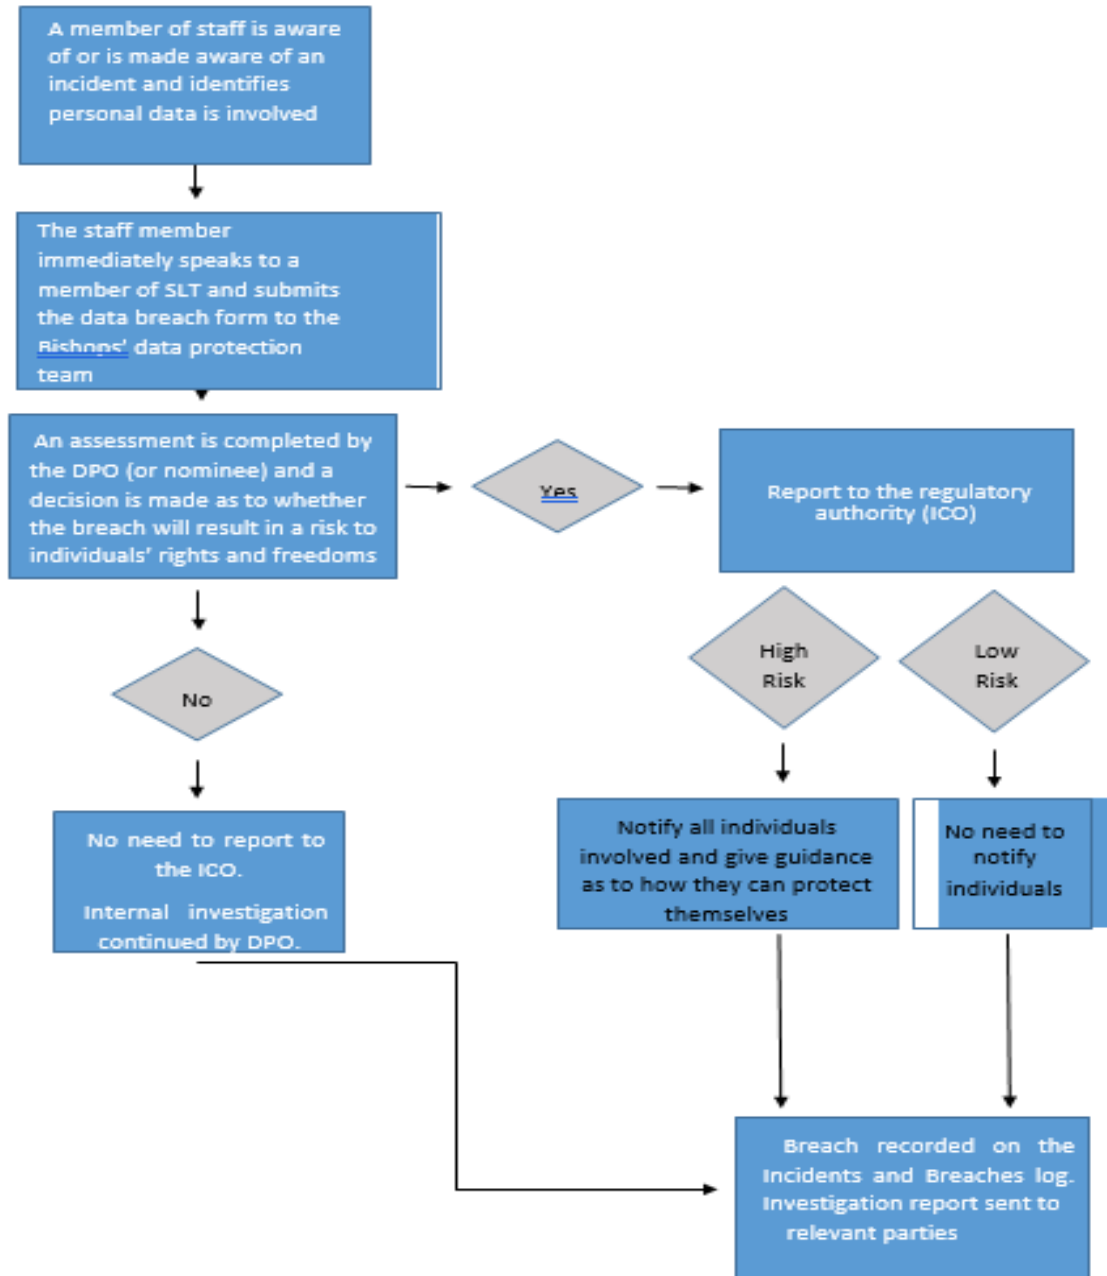 A member of staff is aware
of or is made aware of an
incident and identifies
personal data is involved
The staff member
immediately speaks to a
member of SLT and submits
the data breach form to the
Bishops' data protection
team
An assessment is completed by
the DPO (or nominee) and a
decision is made as to whether
the breach will result in a risk to
individuals' rights and freedoms
Yes
Report to the regulatory
authority (ICO)
High
Risk
Low
Risk
No
No need to report to
the ICO.
Internal investigation
continued by DPO.
Notify all individuals
involved and give guidance
as to how they can protect
themselves
No need to
notify
individuals
Breach recorded on the
Incidents and Breaches log.
Investigation report sent to
relevant parties